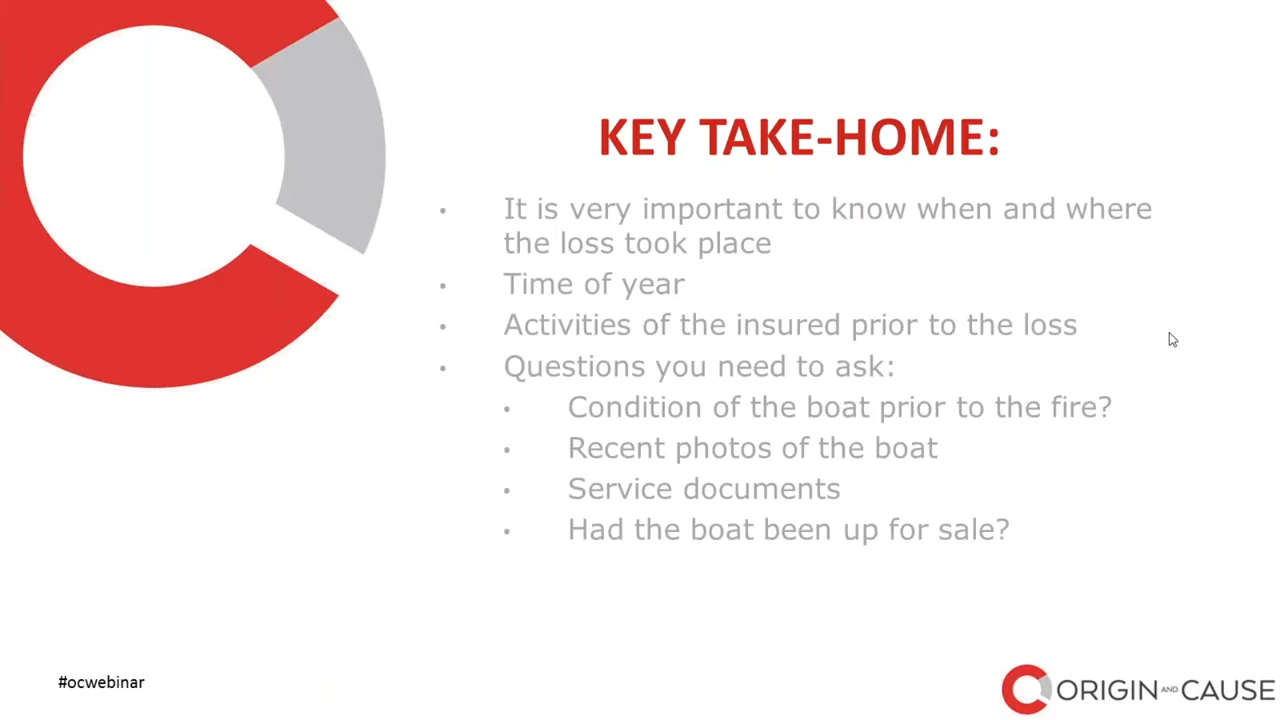 KEY TAKE-HOME:
• It is very important to know when and where
the loss took place
• Time of year
• Activities of the insured prior to the loss
• Questions you need to ask:
• Condition of the boat prior to the fire?
• Recent photos of the boat
• Service documents
• Had the boat been up for sale?
#ocwebinar
ORIGIN AND CAUSE